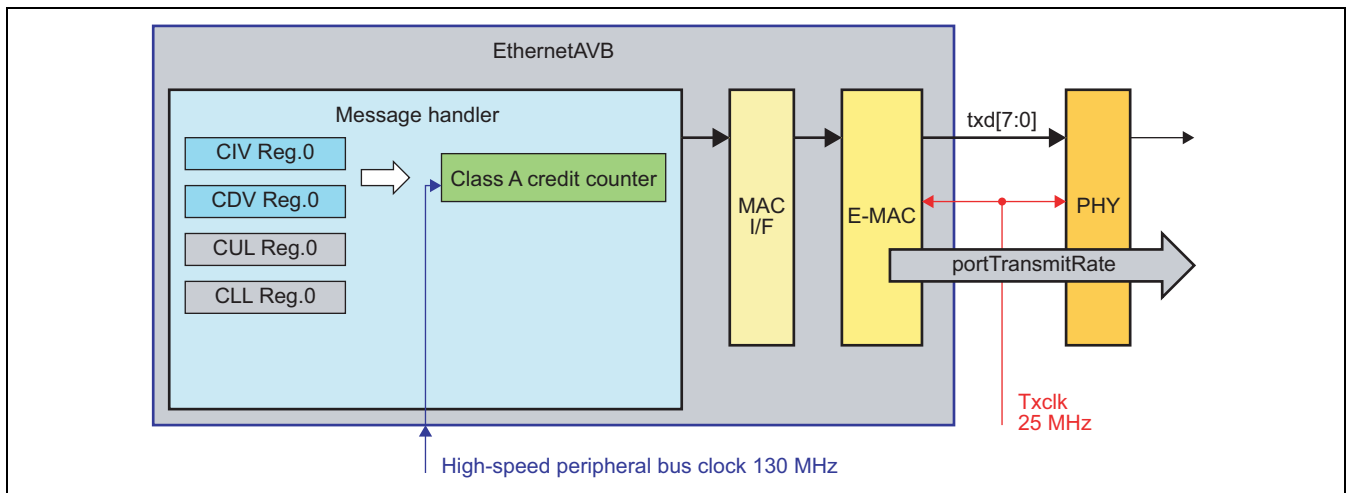 EthernetAVB
Message handler
CIV Reg.0
CDV Reg.0
CUL Reg.0
CLL Reg.0
Class A credit counter
MAC
I/F
E-MAC
txd[7:0]
PHY
portTransmitRate
Txclk
25 MHz
High-speed peripheral bus clock 130 MHz